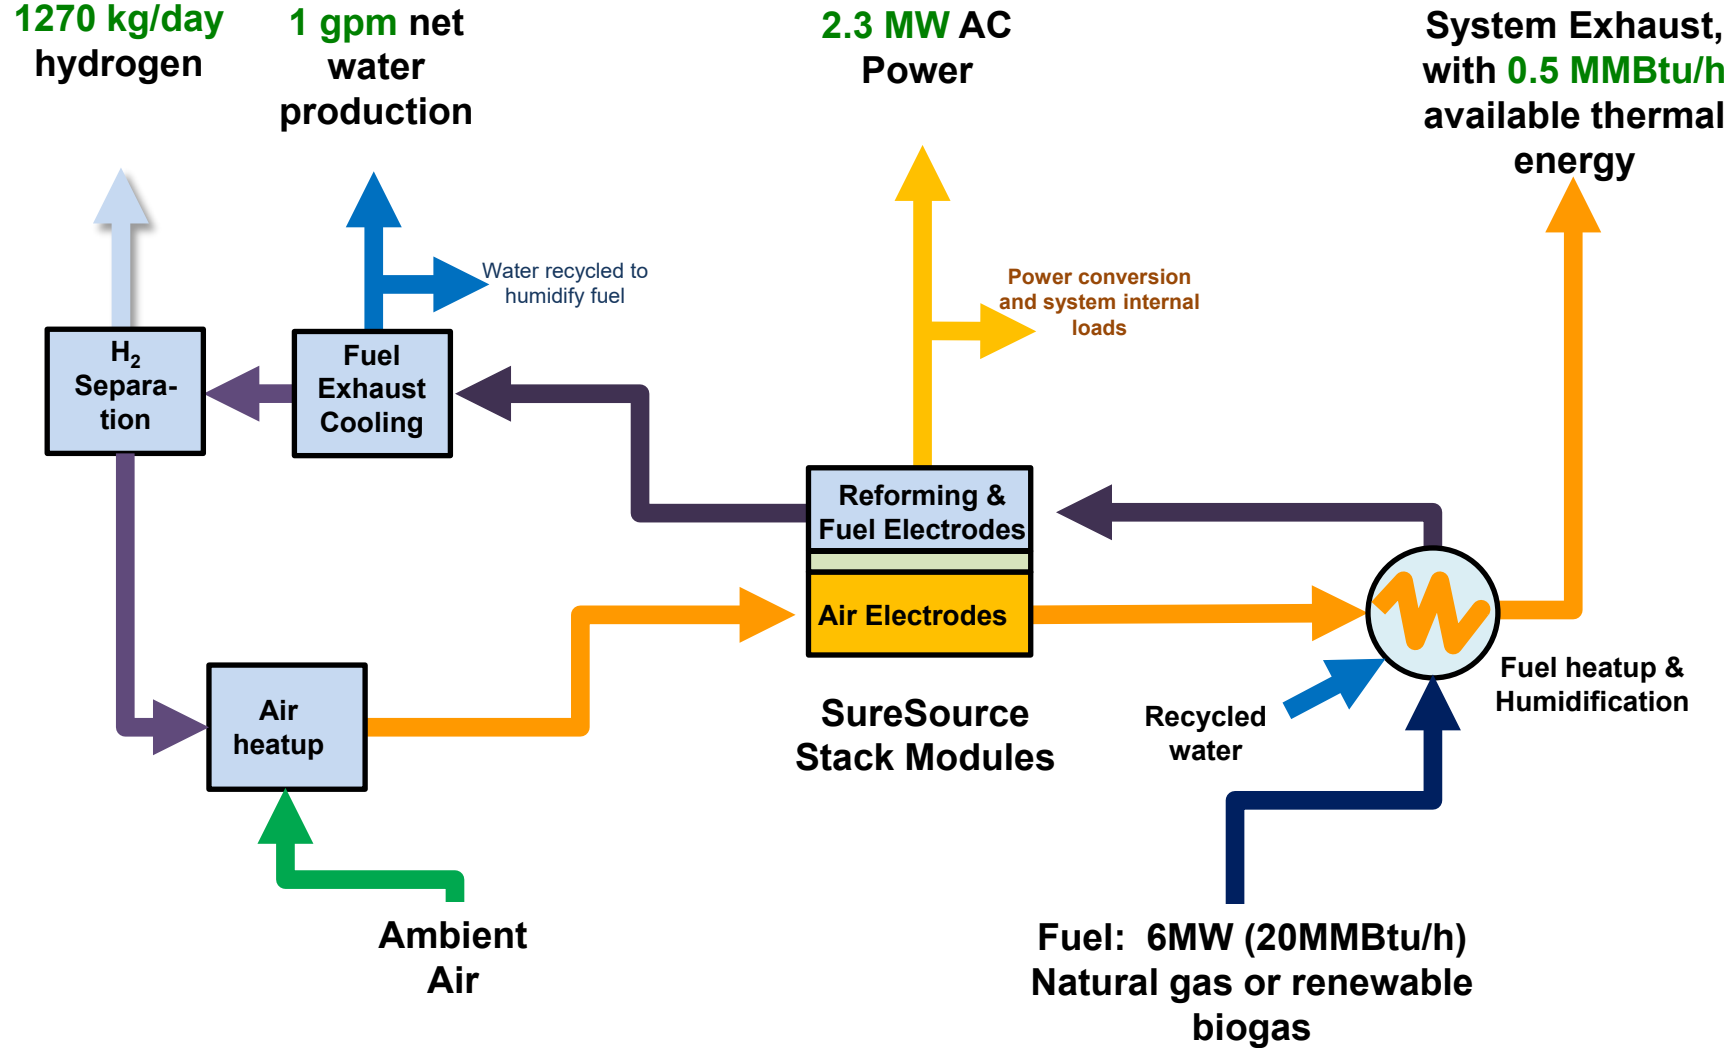 1270 kg/day
hydrogen
1 gpm net
water
production
2.3 MW AC
Power
System Exhaust,
with 0.5 MMBtu/h
available thermal
energy
Water recycled to
humidify fuel
Power conversion
and system internal
loads
H₂
Separa-
tion
Fuel
Exhaust
Cooling
Reforming &
Fuel Electrodes
Air Electrodes
SureSource
Stack Modules
Air
heatup
Fuel heatup &
Humidification
Recycled
water
Ambient
Air
Fuel: 6MW (20MMBtu/h)
Natural gas or renewable
biogas